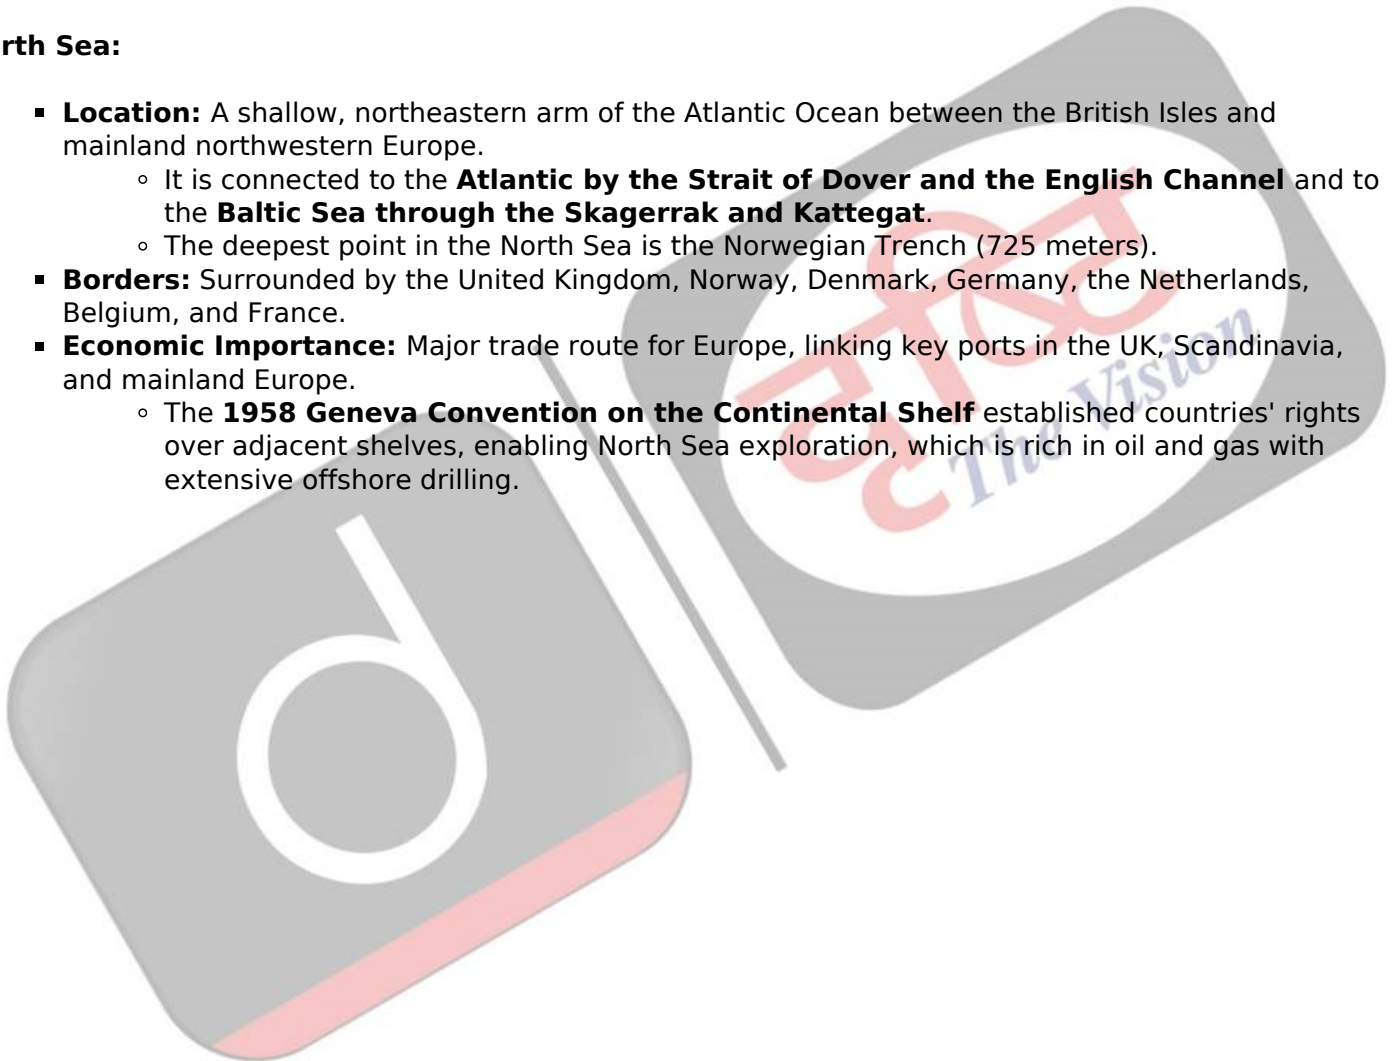 rth Sea:
Location: A shallow, northeastern arm of the Atlantic Ocean between the British Isles and
mainland northwestern Europe.
It is connected to the Atlantic by the Strait of Dover and the English Channel and to
the Baltic Sea through the Skagerrak and Kattegat.
The deepest point in the North Sea is the Norwegian Trench (725 meters).
Borders: Surrounded by the United Kingdom, Norway, Denmark, Germany, the Netherlands,
Belgium, and France.
Economic Importance: Major trade route for Europe, linking key ports in the UK, Scandinavia,
and mainland Europe.
The 1958 Geneva Convention on the Continental Shelf established countries' rights
over adjacent shelves, enabling North Sea exploration, which is rich in oil and gas with
extensive offshore drilling.
दृष्टि
The Vision
d